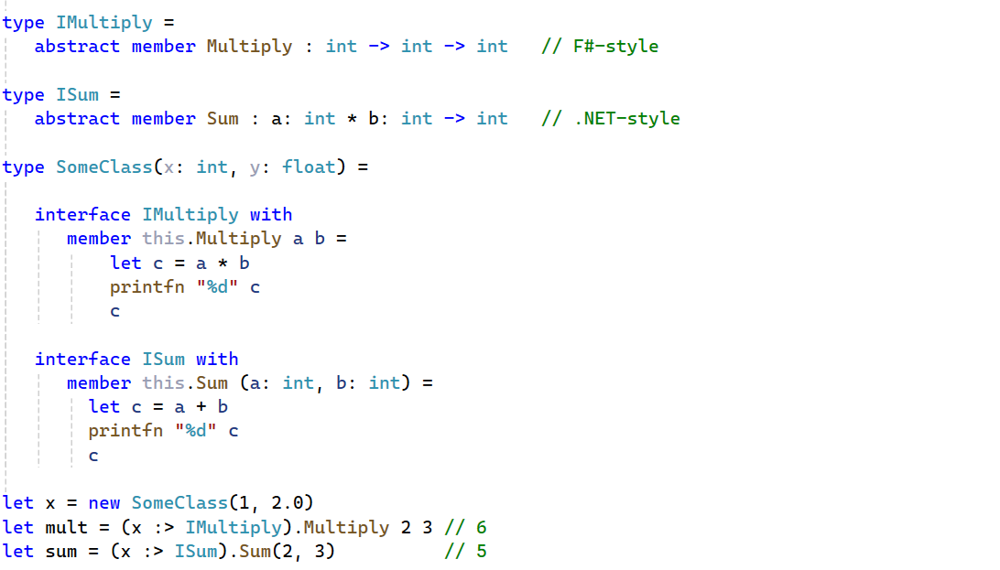 type IMultiply =
   abstract member Multiply : int -> int -> int   // F#-style

type ISum =
   abstract member Sum : a: int * b: int -> int   // .NET-style

type SomeClass(x: int, y: float) =

   interface IMultiply with
      member this.Multiply a b =
          let c = a * b
          printfn "%d" c
          c

   interface ISum with
      member this.Sum (a: int, b: int) =
        let c = a + b
        printfn "%d" c
        c

let x = new SomeClass(1, 2.0)
let mult = (x :> IMultiply).Multiply 2 3 // 6
let sum = (x :> ISum).Sum(2, 3)          // 5